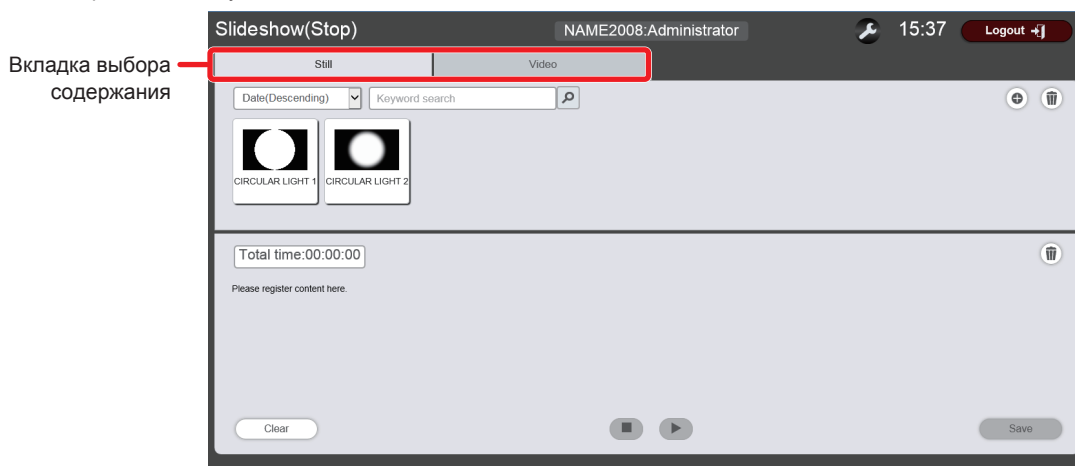 Slideshow(Stop)
NAME2008:Administrator
15:37
Logout
Вкладка выбора
содержания
Still
Video
Date(Descending)
Keyword search
CIRCULAR LIGHT 1
CIRCULAR LIGHT 2
Total time:00:00:00
Please register content here.
Clear
Save